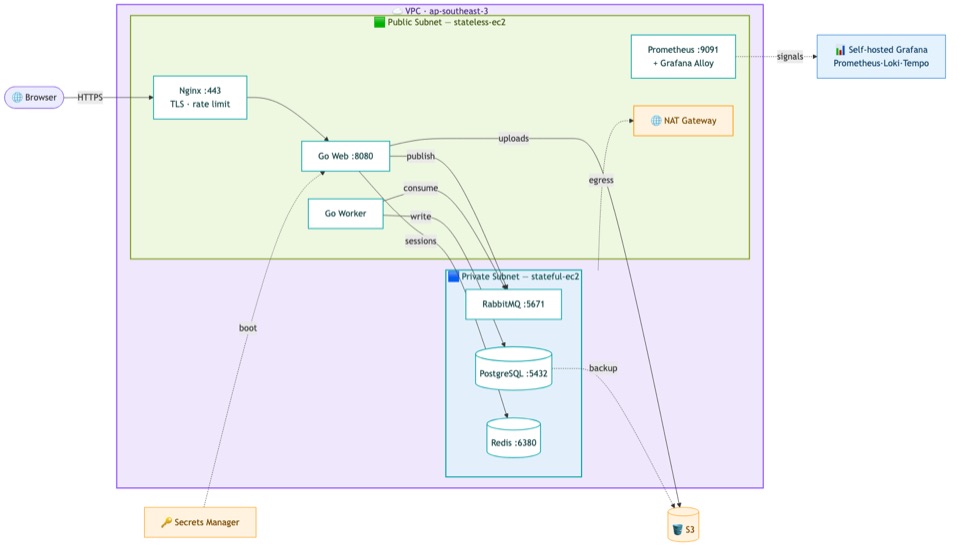 VPC - ap-southeast-3
Public Subnet — stateless-ec2
Prometheus :9091
+ Grafana Alloy
signals
Self-hosted Grafana
Prometheus-Loki-Tempo
Browser
HTTPS
Nginx :443
TLS · rate limit
NAT Gateway
uploads
Go Web :8080
publish
egress
consume
Go Worker
write
sessions
Private Subnet — stateful-ec2
RabbitMQ :5671
boot
PostgreSQL :5432
backup
Redis :6380
Secrets Manager
S3